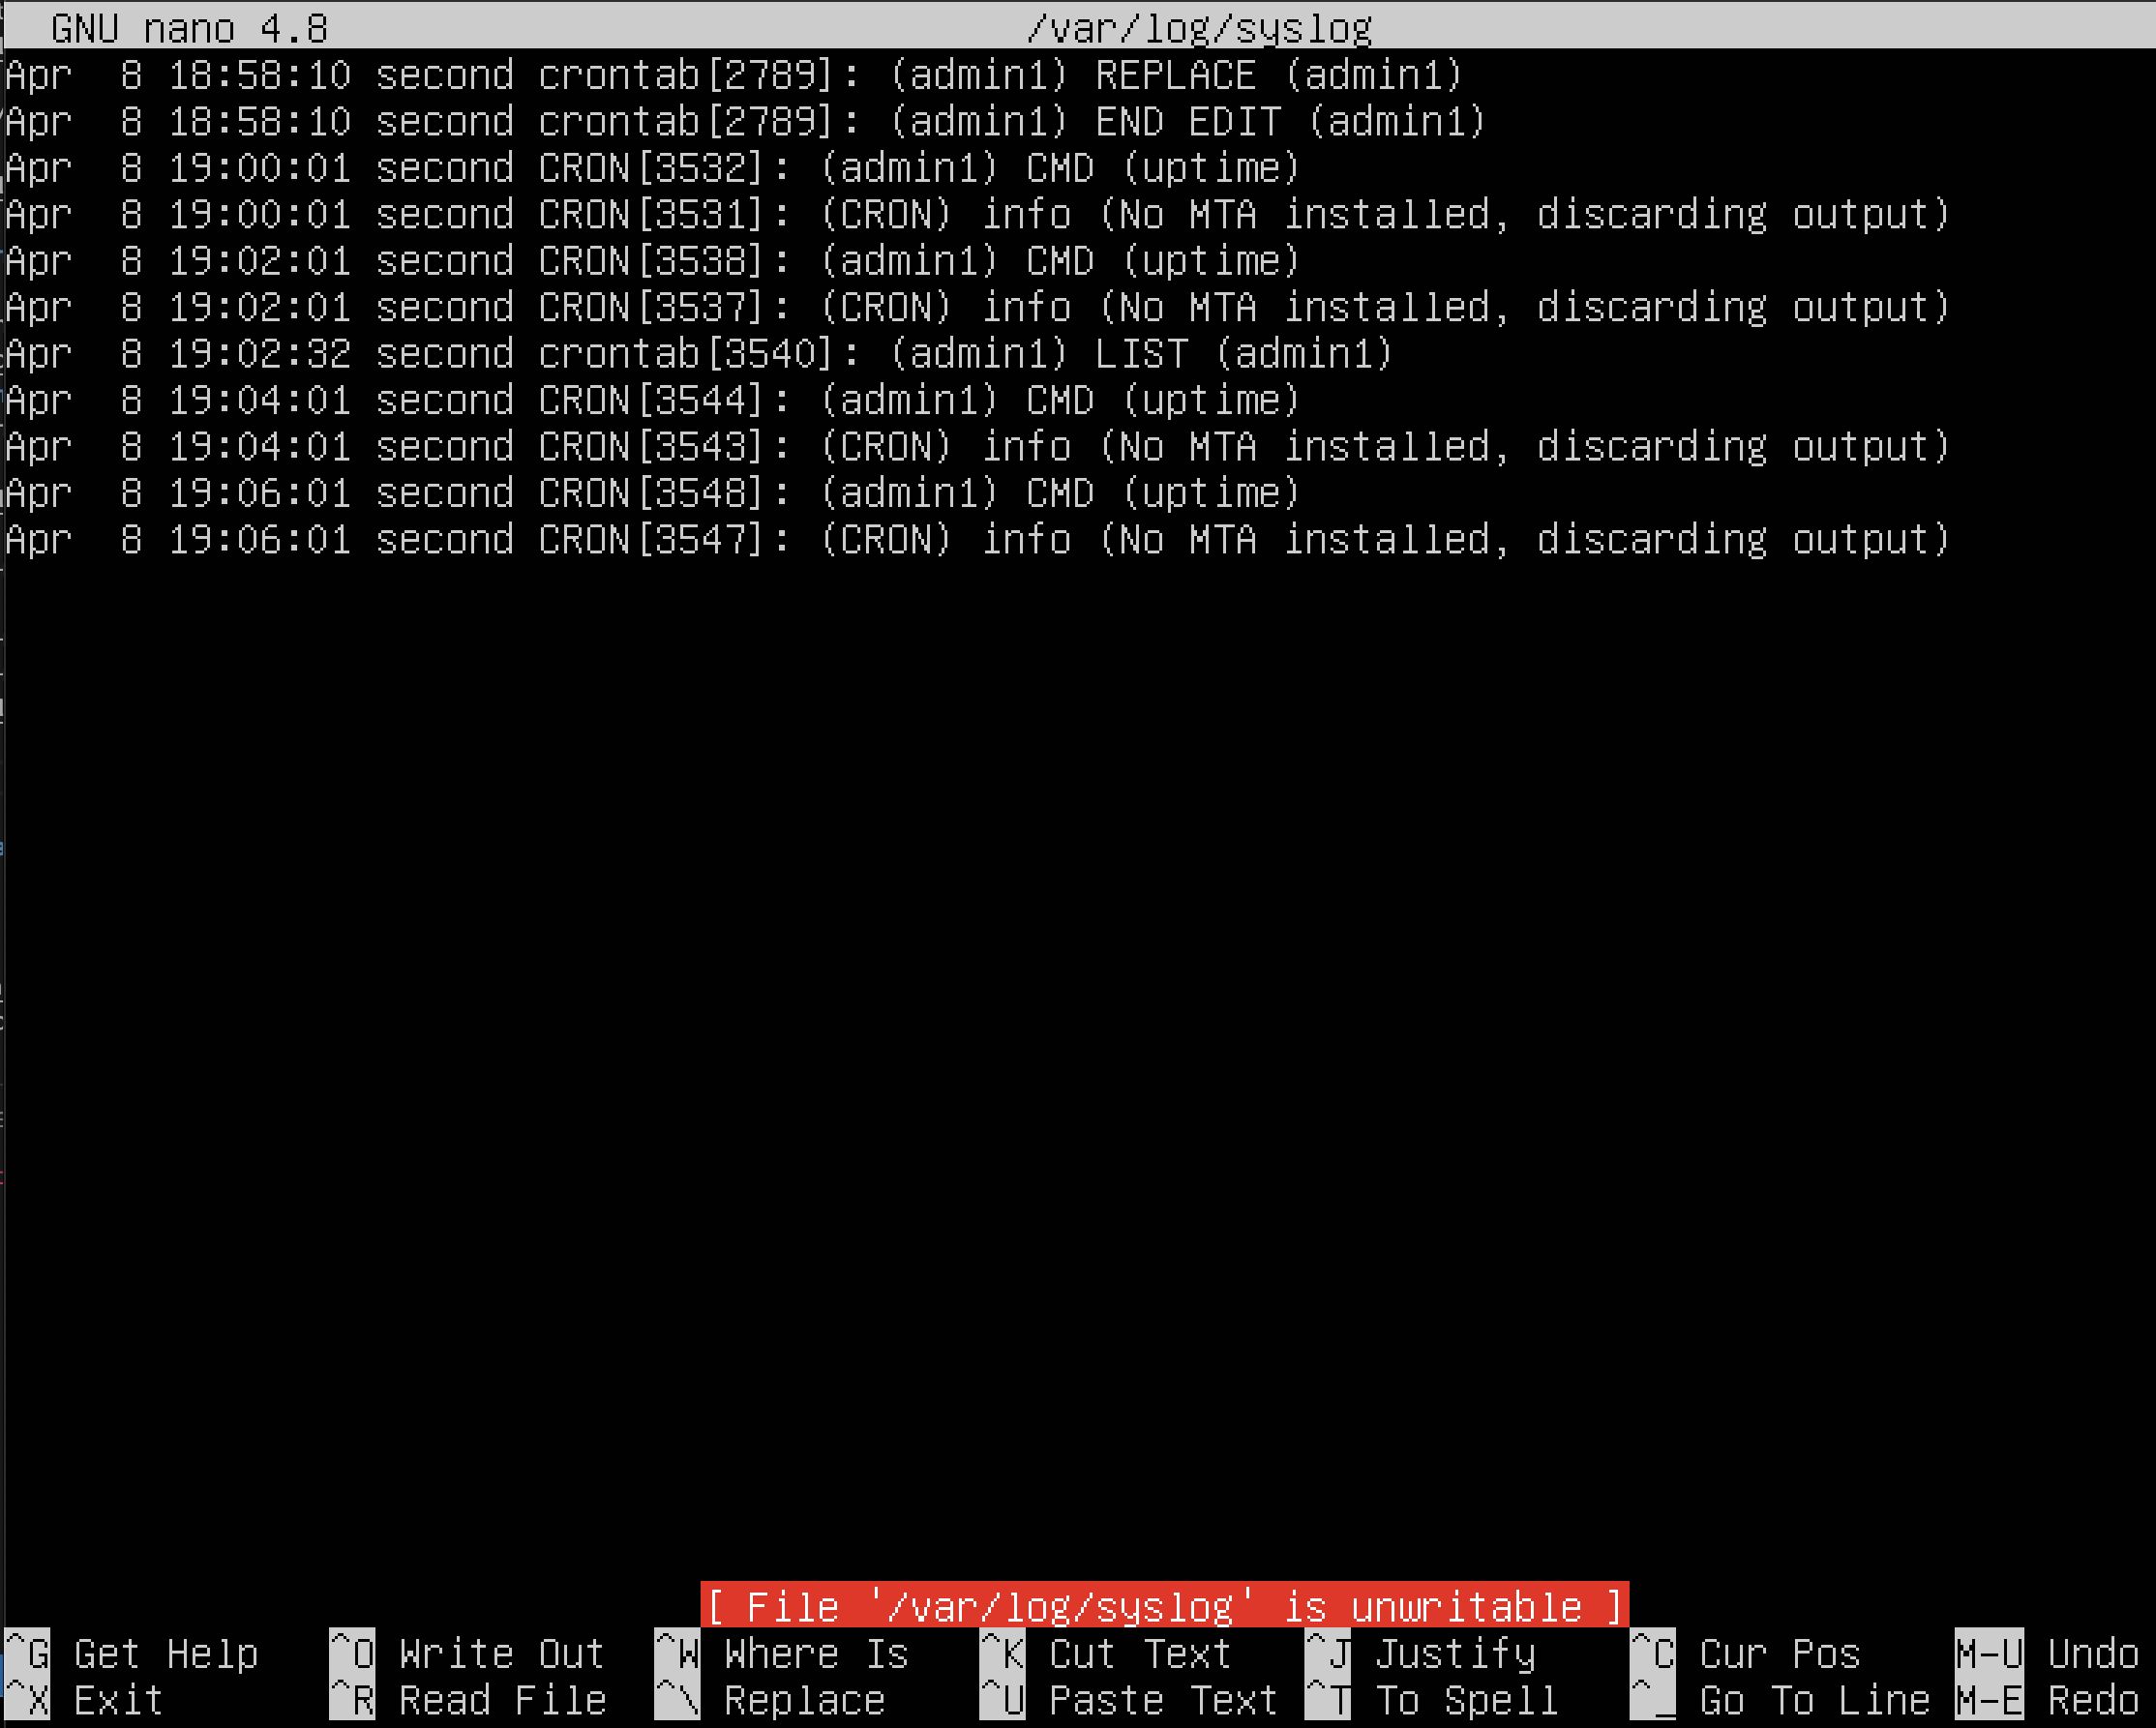 GNU nano 4.8 /var/log/syslog
Apr  8 18:58:10 second crontab[2789]: (admin1) REPLACE (admin1)
Apr  8 18:58:10 second crontab[2789]: (admin1) END EDIT (admin1)
Apr  8 19:00:01 second CRON[3532]: (admin1) CMD (uptime)
Apr  8 19:00:01 second CRON[3531]: (CRON) info (No MTA installed, discarding output)
Apr  8 19:02:01 second CRON[3538]: (admin1) CMD (uptime)
Apr  8 19:02:01 second CRON[3537]: (CRON) info (No MTA installed, discarding output)
Apr  8 19:02:32 second crontab[3540]: (admin1) LIST (admin1)
Apr  8 19:04:01 second CRON[3544]: (admin1) CMD (uptime)
Apr  8 19:04:01 second CRON[3543]: (CRON) info (No MTA installed, discarding output)
Apr  8 19:06:01 second CRON[3548]: (admin1) CMD (uptime)
Apr  8 19:06:01 second CRON[3547]: (CRON) info (No MTA installed, discarding output)
[ File '/var/log/syslog' is unwritable ]
^G Get Help ^O Write Out ^W Where Is ^K Cut Text ^J Justify ^C Cur Pos M-U Undo
^X Exit ^R Read File ^\ Replace ^U Paste Text ^T To Spell ^_ Go To Line M-E Redo